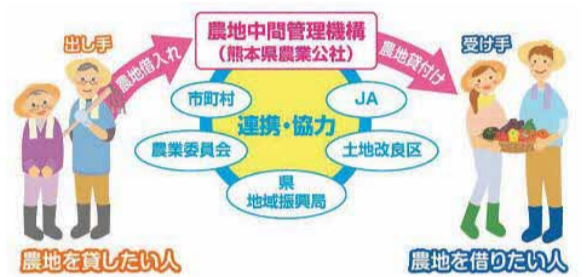 出し手
農地中間管理機構
(熊本県農業公社)
受け手
農地借入れ
農地貸付け
市町村
JA
連携・協力
農業委員会
土地改良区
県
地域振興局
農地を貸したい人
農地を借りたい人